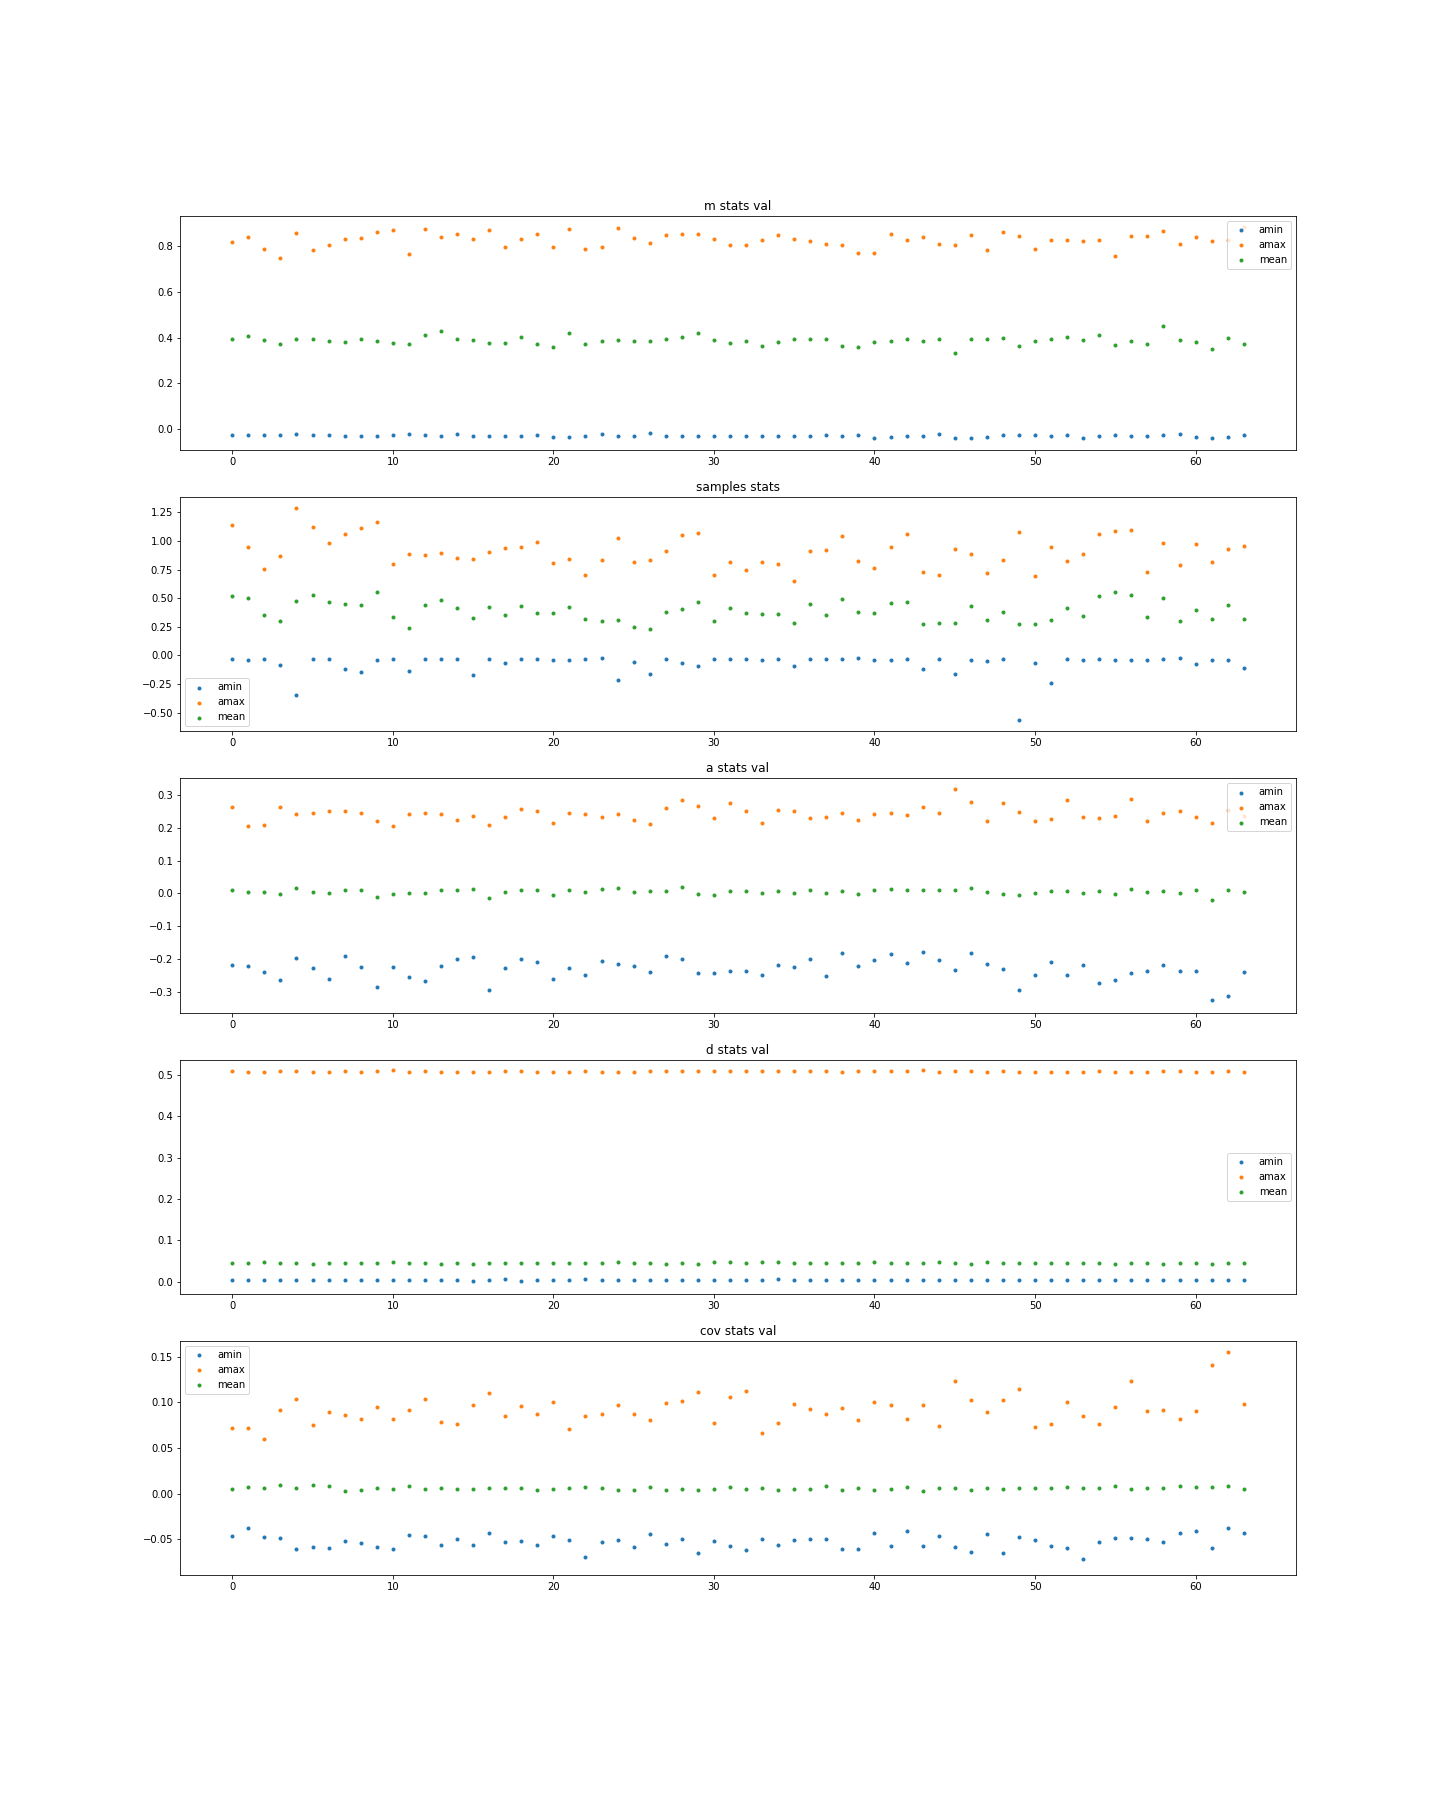 m stats val
0.8
0.6
0.4
0.2
0.0
amin
amax
mean
0 10 20 30 40 50 60
samples stats
1.25
1.00
0.75
0.50
0.25
0.00
−0.25
−0.50
amin
amax
mean
0 10 20 30 40 50 60
a stats val
0.3
0.2
0.1
0.0
−0.1
−0.2
−0.3
amin
amax
mean
0 10 20 30 40 50 60
d stats val
0.5
0.4
0.3
0.2
0.1
0.0
amin
amax
mean
0 10 20 30 40 50 60
cov stats val
0.15
0.10
0.05
0.00
−0.05
amin
amax
mean
0 10 20 30 40 50 60